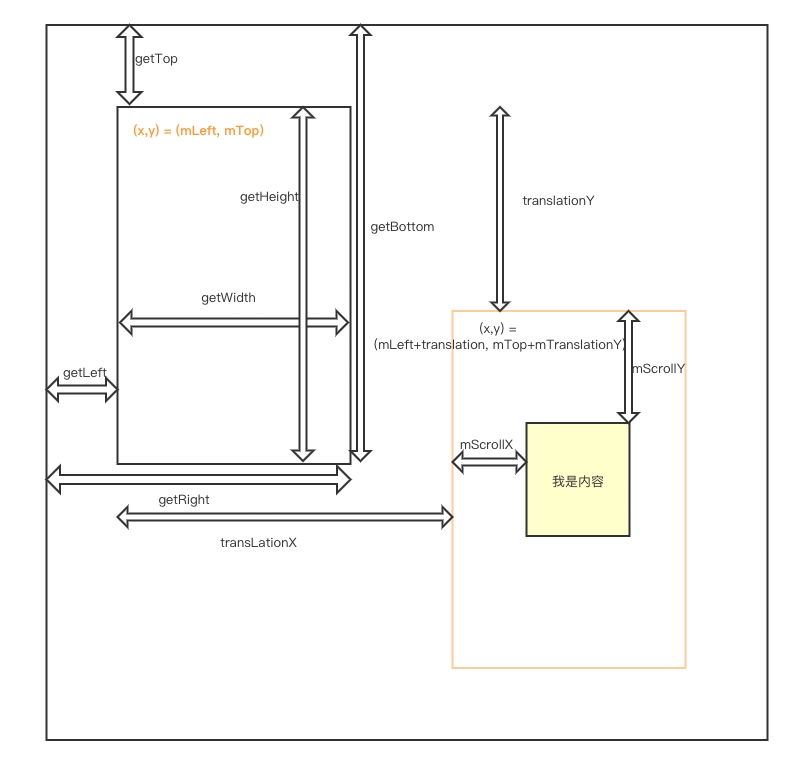 getTop
(x,y) = (mLeft, mTop)
getHeight
translationY
getBottom
getWidth
(x,y) =
(mLeft+translation, mTop+mTranslationY)
getLeft
mScrollY
mScrollX
我是内容
getRight
transLationX